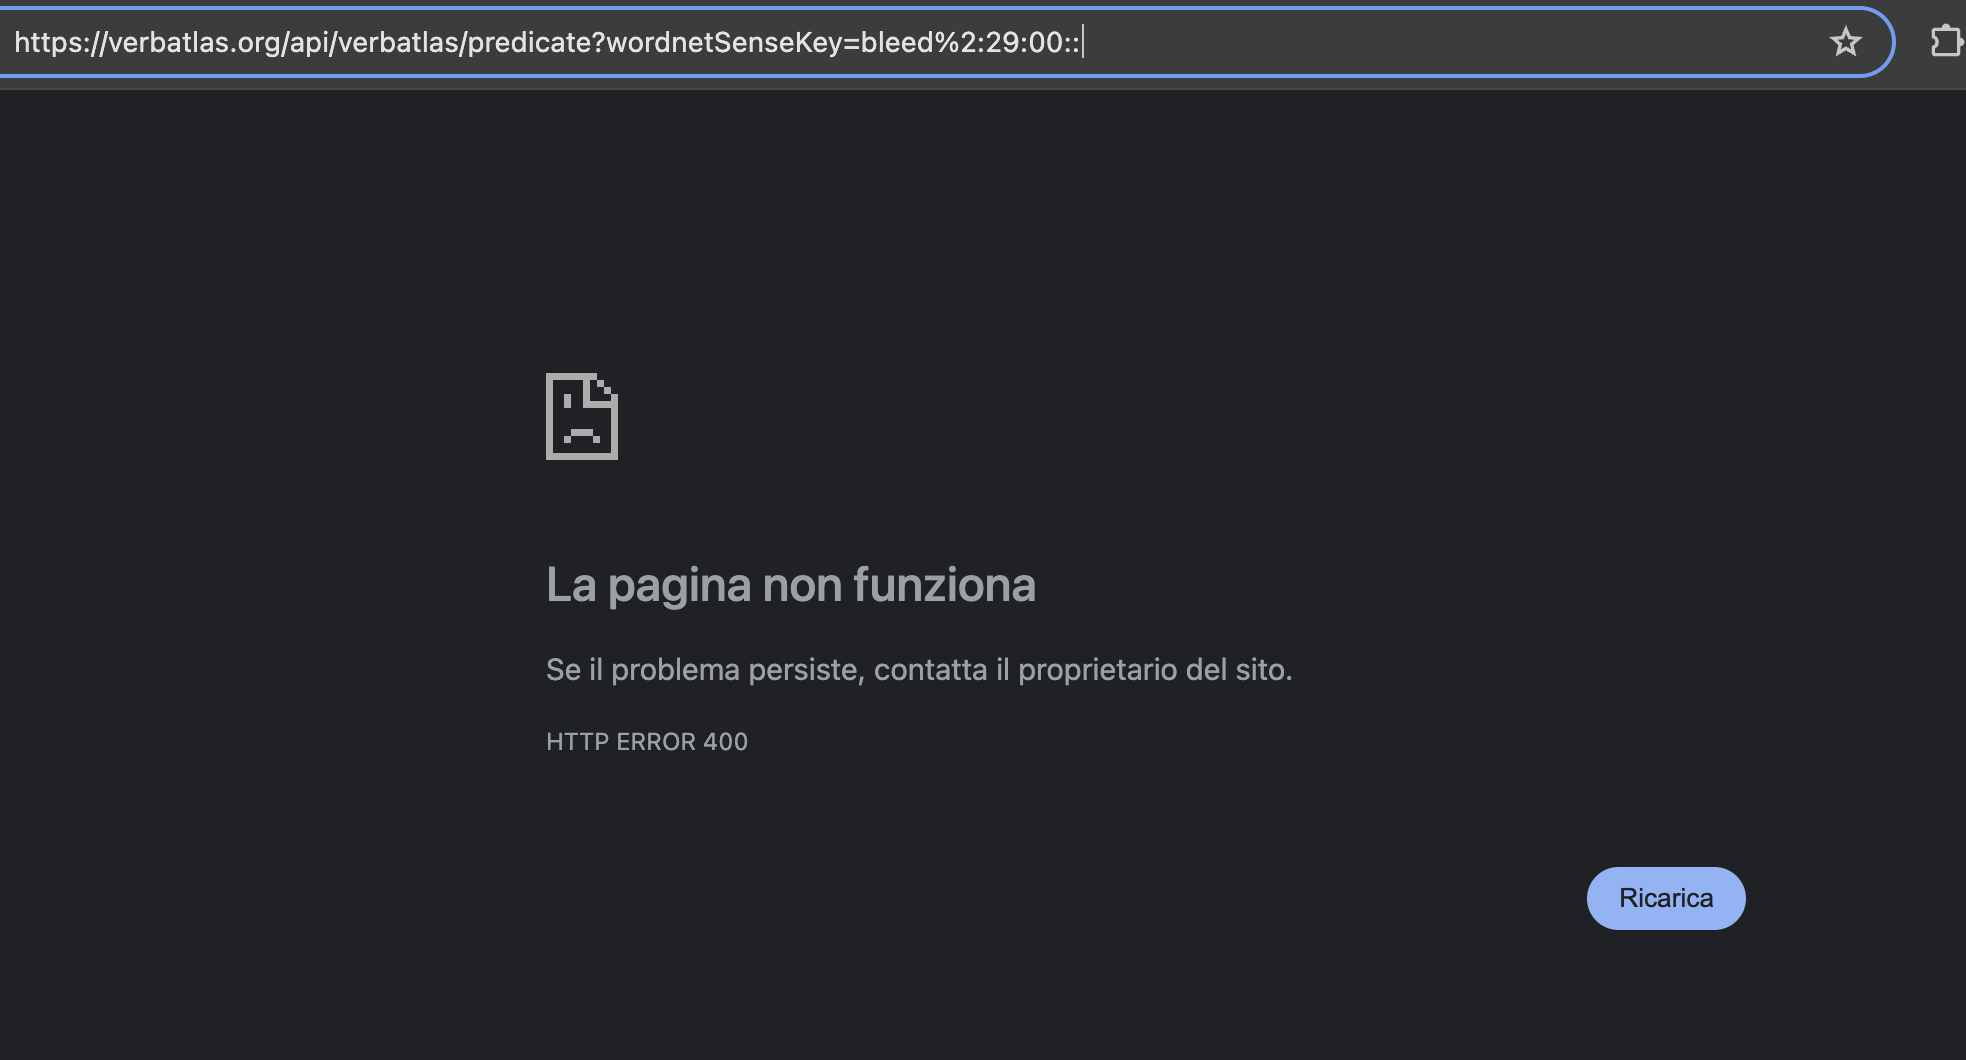 https://verbatlas.org/api/verbatlas/predicate?wordnetSenseKey=bleed%2:29:00::
La pagina non funziona
Se il problema persiste, contatta il proprietario del sito.
HTTP ERROR 400
Ricarica